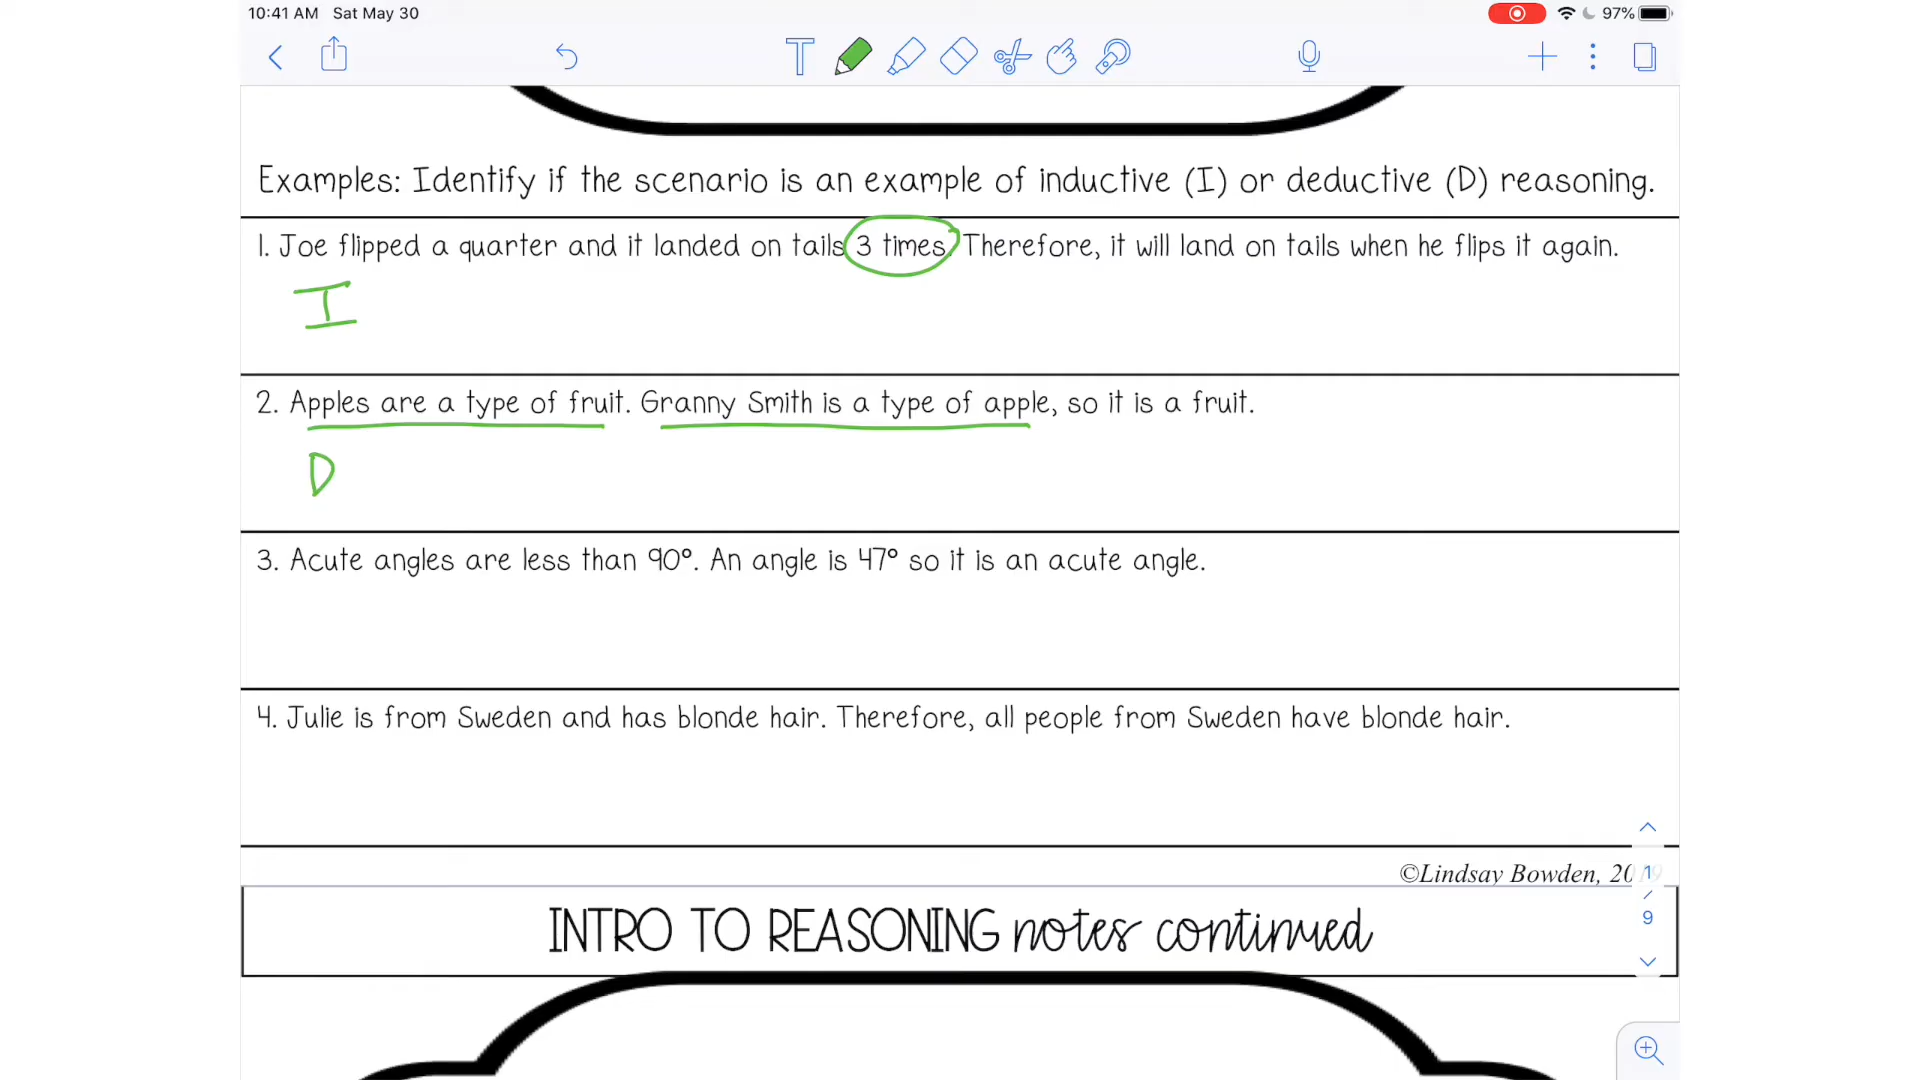 10:41 AM Sat May 30
97%
T
Examples: Identify if the scenario is an example of inductive (I) or deductive (D) reasoning.
1. Joe flipped a quarter and it landed on tails 3 times. Therefore, it will land on tails when he flips it again.
I
2. Apples are a type of fruit. Granny Smith is a type of apple, so it is a fruit.
D
3. Acute angles are less than 90°. An angle is 47° so it is an acute angle.
4. Julie is from Sweden and has blonde hair. Therefore, all people from Sweden have blonde hair.
©Lindsay Bowden,
1
/
9
INTRO TO REASONING notes continued